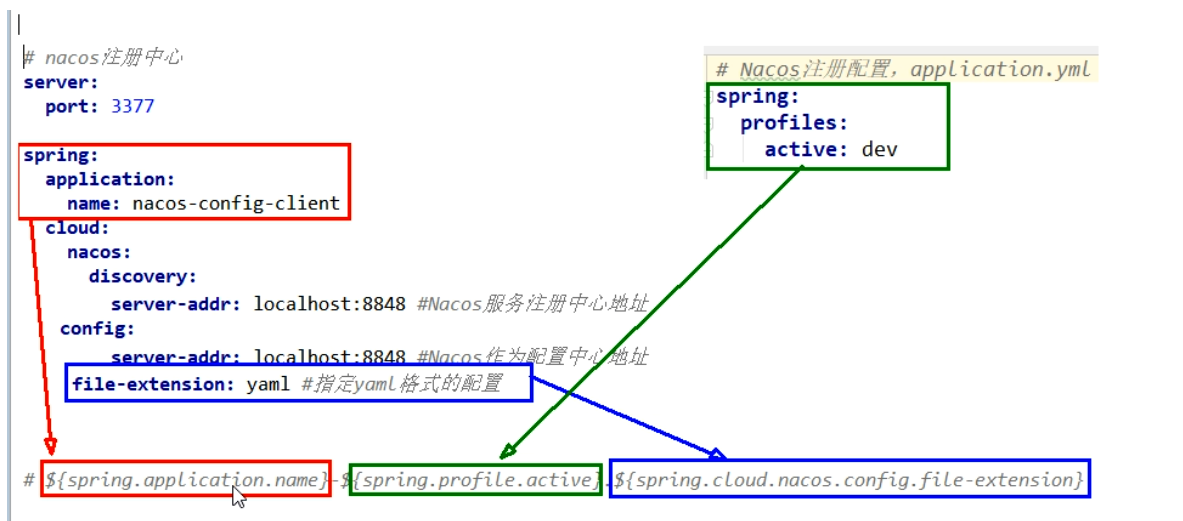 # nacos注册中心
server:
  port: 3377
spring:
  application:
    name: nacos-config-client
  cloud:
    nacos:
      discovery:
        server-addr: localhost:8848 #Nacos服务注册中心地址
   config:
        server-addr: localhost:8848 #Nacos作为配置中心地址
    file-extension: yaml #指定yaml格式的配置
# Nacos注册配置，application.yml
spring:
  profiles:
    active: dev
# ${spring.application.name}-${spring.profile.active}.${spring.cloud.nacos.config.file-extension}